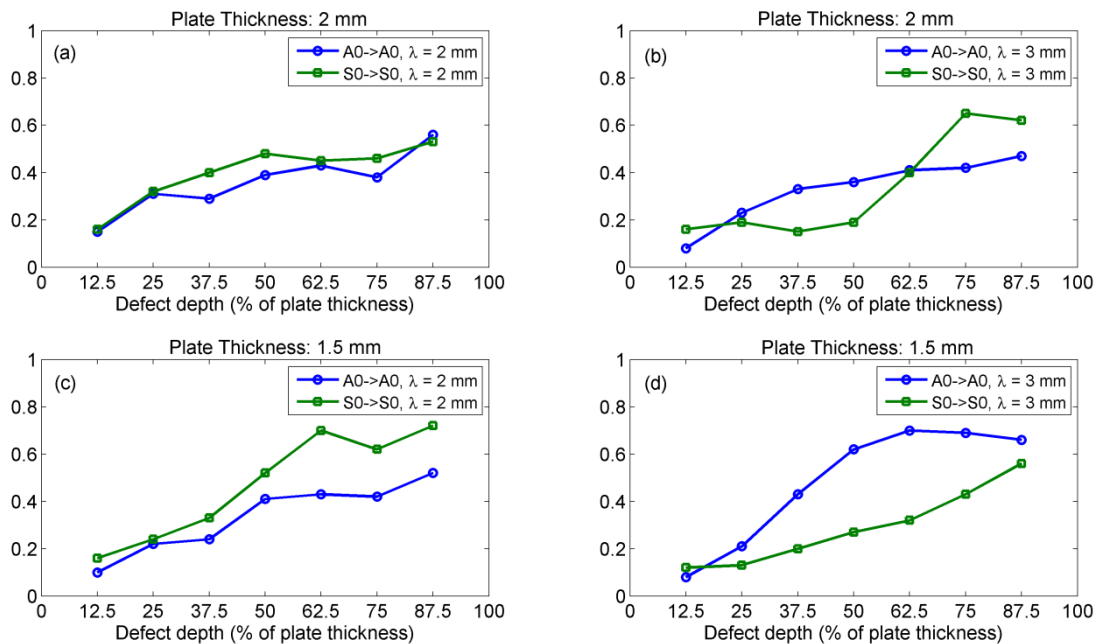 Plate Thickness: 2 mm
(a)
A0->A0, λ = 2 mm
S0->S0, λ = 2 mm
1
0.8
0.6
0.4
0.2
0
0 12.5 25 37.5 50 62.5 75 87.5 100
Defect depth (% of plate thickness)
Plate Thickness: 2 mm
(b)
A0->A0, λ = 3 mm
S0->S0, λ = 3 mm
1
0.8
0.6
0.4
0.2
0
0 12.5 25 37.5 50 62.5 75 87.5 100
Defect depth (% of plate thickness)
Plate Thickness: 1.5 mm
(c)
A0->A0, λ = 2 mm
S0->S0, λ = 2 mm
1
0.8
0.6
0.4
0.2
0
0 12.5 25 37.5 50 62.5 75 87.5 100
Defect depth (% of plate thickness)
Plate Thickness: 1.5 mm
(d)
A0->A0, λ = 3 mm
S0->S0, λ = 3 mm
1
0.8
0.6
0.4
0.2
0
0 12.5 25 37.5 50 62.5 75 87.5 100
Defect depth (% of plate thickness)